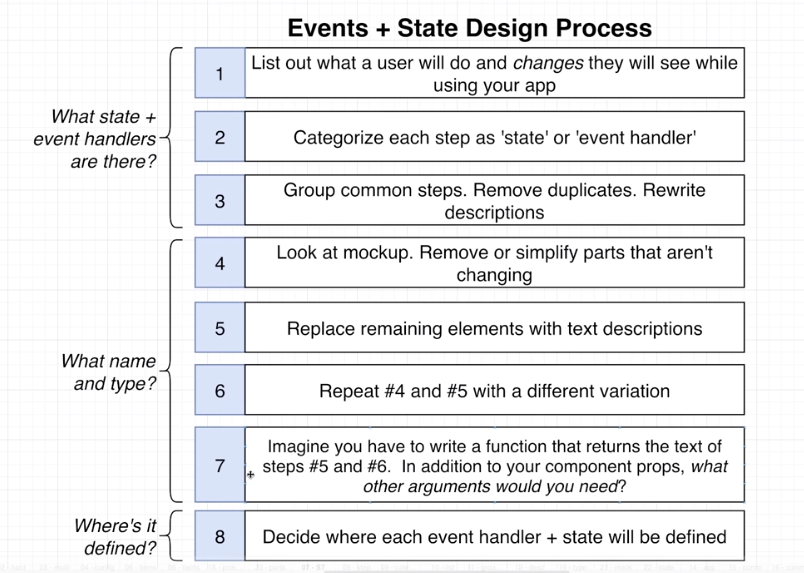 Events + State Design Process
What state +
event handlers
are there?
1
List out what a user will do and changes they will see while
using your app
2
Categorize each step as 'state' or 'event handler'
3
Group common steps. Remove duplicates. Rewrite
descriptions
What name
and type?
4
Look at mockup. Remove or simplify parts that aren't
changing
5
Replace remaining elements with text descriptions
6
Repeat #4 and #5 with a different variation
7
Imagine you have to write a function that returns the text of
steps #5 and #6. In addition to your component props, what
other arguments would you need?
Where's it
defined?
8
Decide where each event handler + state will be defined